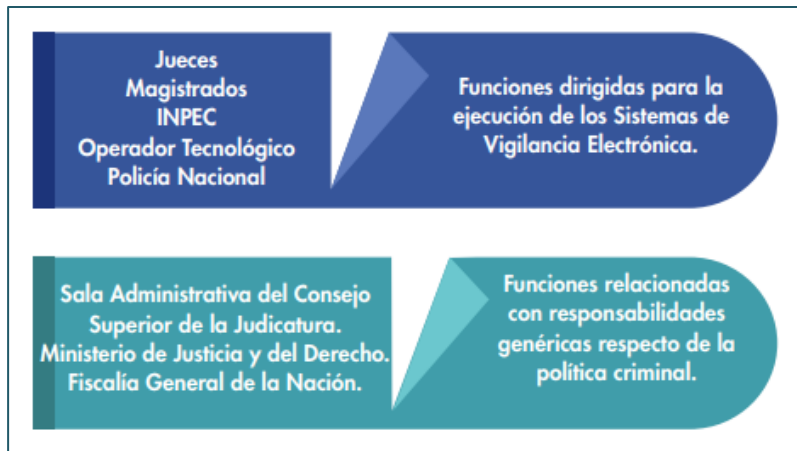 Jueces
Magistrados
INPEC
Operador Tecnológico
Policía Nacional
Funciones dirigidas para la
ejecución de los Sistemas de
Vigilancia Electrónica.
Sala Administrativa del Consejo
Superior de la Judicatura.
Ministerio de Justicia y del Derecho.
Fiscalía General de la Nación.
Funciones relacionadas
con responsabilidades
genéricas respecto de la
política criminal.